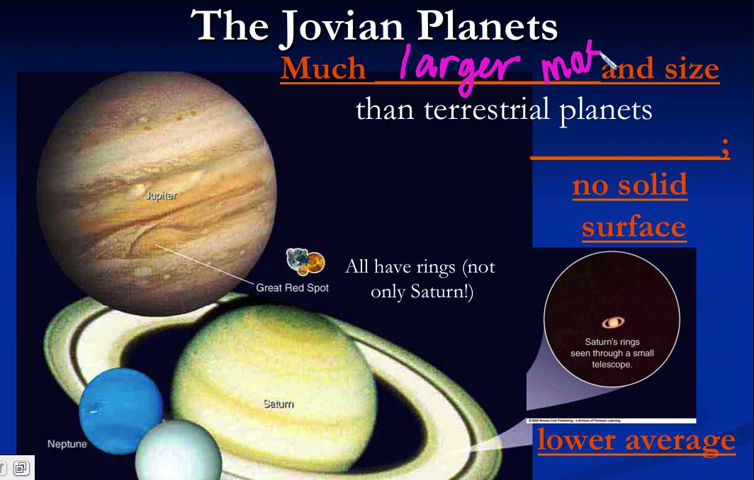 The Jovian Planets
Much larger and size
than terrestrial planets
;
no solid
surface
Jupiter
Great Red Spot
All have rings (not
only Saturn!)
Saturn's rings
seen through a small
telescope.
Saturn
Neptune
lower average